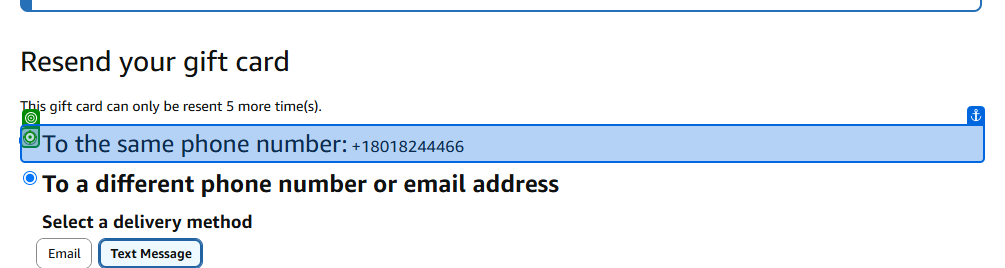 Resend your gift card
This gift card can only be resent 5 more time(s).
To the same phone number: +18018244466
To a different phone number or email address
Select a delivery method
Email Text Message